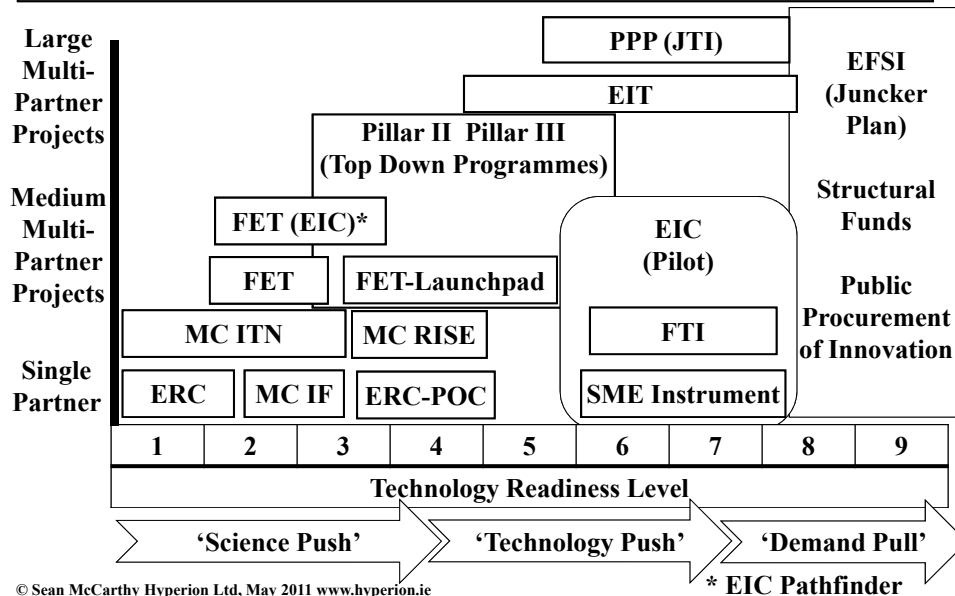 Large
Multi-
Partner
Projects
Medium
Multi-
Partner
Projects
Single
Partner
PPP (JTI)
EIT
Pillar II Pillar III
(Top Down Programmes)
FET (EIC)*
FET
FET-Launchpad
MC ITN
MC RISE
ERC
MC IF
ERC-POC
EIC
(Pilot)
FTI
SME Instrument
EFSI
(Juncker
Plan)
Structural
Funds
Public
Procurement
of Innovation
1 2 3 4 5 6 7 8 9
Technology Readiness Level
‘Science Push’ ‘Technology Push’ ‘Demand Pull’
* EIC Pathfinder
© Sean McCarthy Hyperion Ltd, May 2011 www.hyperion.ie